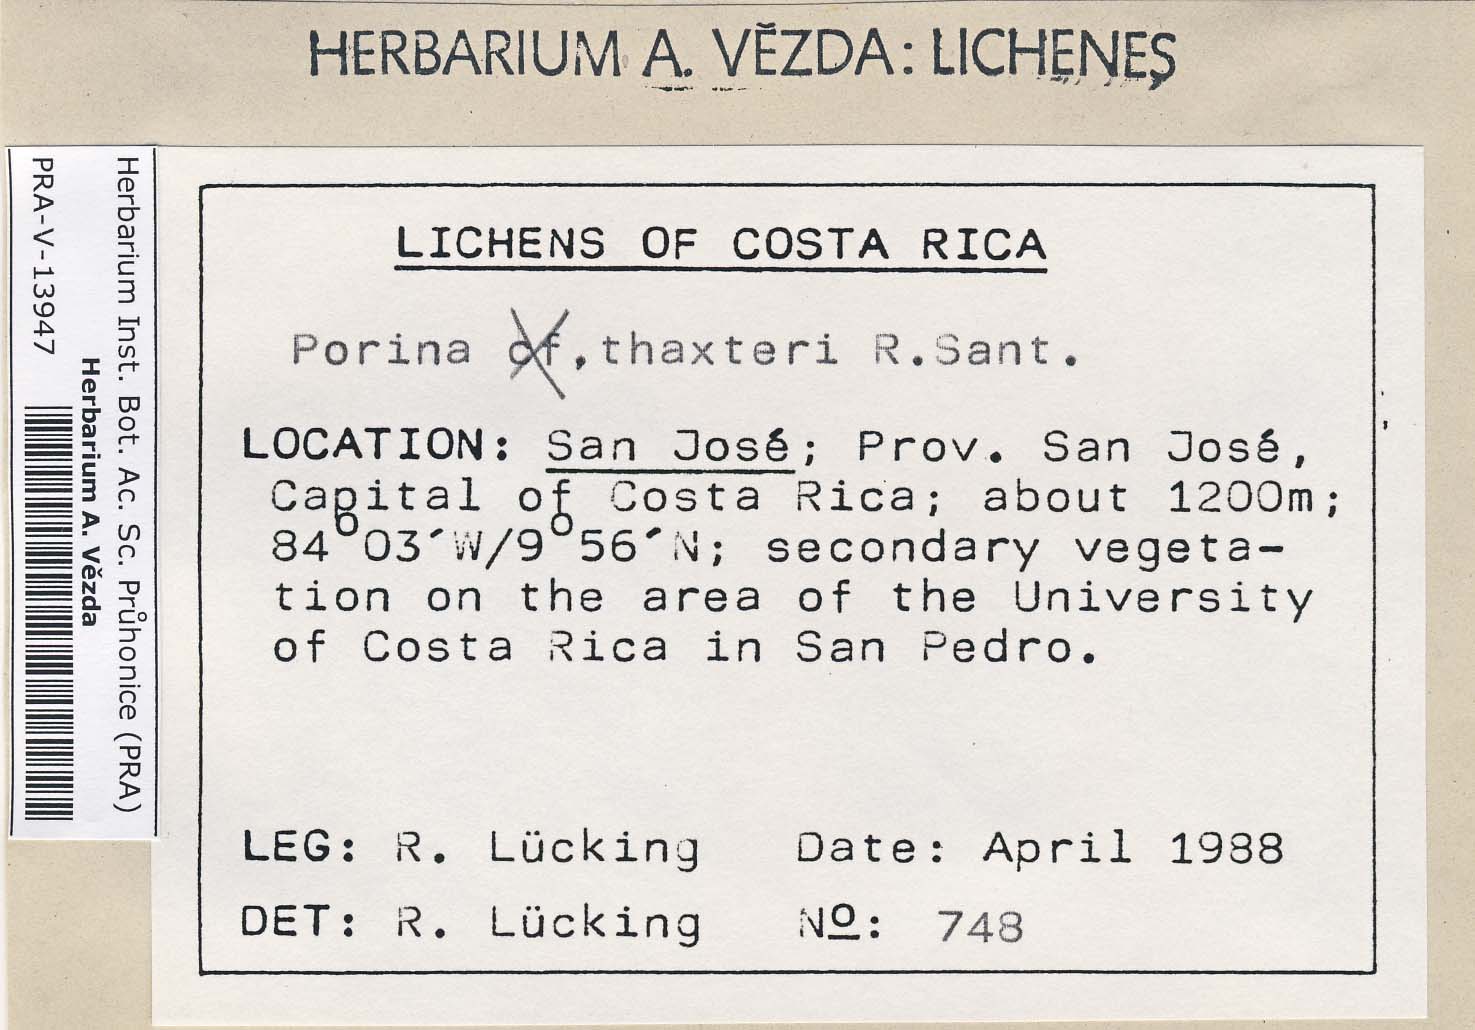 HERBARIUM A. VĚZDA: LICHENES
Herbarium Inst. Bot. Ac. Sc. Průhonice (PRA)
Herbarium A. Vězda
PRA-V-13947
LICHENS OF COSTA RICA
Porina cf. thaxteri R.Sant.
LOCATION: San José; Prov. San José,
Capital of Costa Rica; about 1200m;
84°03´W/9°56´N; secondary vegeta-
tion on the area of the University
of Costa Rica in San Pedro.
LEG: R. Lücking Date: April 1988
DET: R. Lücking Nº: 748